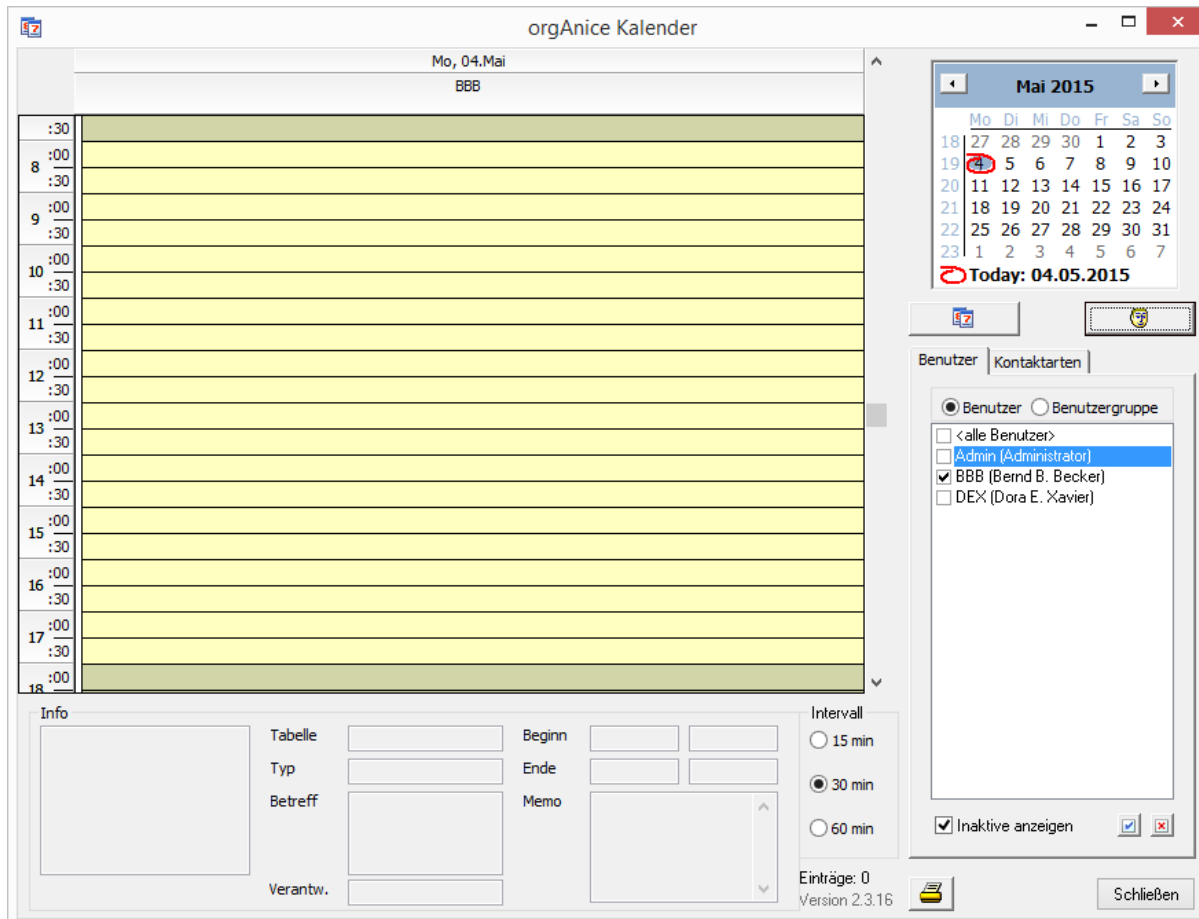 orgAnice Kalender
Mo, 04.Mai
BBB
:30
8 :00
:30
9 :00
:30
10 :00
:30
11 :00
:30
12 :00
:30
13 :00
:30
14 :00
:30
15 :00
:30
16 :00
:30
17 :00
:30
18 :00
Mai 2015
Mo Di Mi Do Fr Sa So
18 27 28 29 30 1 2 3
19 4 5 6 7 8 9 10
20 11 12 13 14 15 16 17
21 18 19 20 21 22 23 24
22 25 26 27 28 29 30 31
23 1 2 3 4 5 6 7
Today: 04.05.2015
Benutzer Kontaktarten
Benutzer Benutzergruppe
<alle Benutzer>
Admin (Administrator)
BBB (Bernd B. Becker)
DEX (Dora E. Xavier)
Inaktive anzeigen
Info
Tabelle
Typ
Betreff
Verantw.
Beginn
Ende
Memo
Intervall
15 min
30 min
60 min
Einträge: 0
Version 2.3.16
Schließen